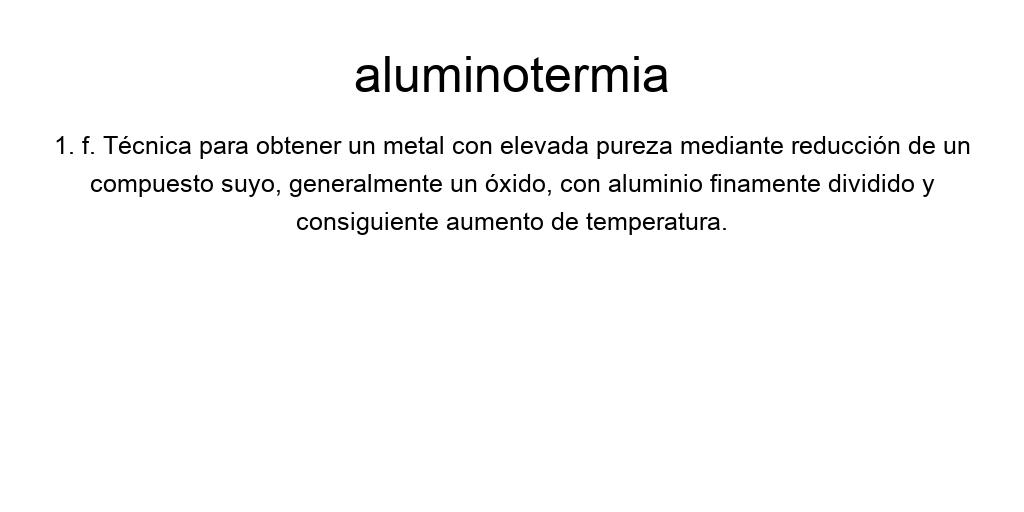 aluminotermia
1. f. Técnica para obtener un metal con elevada pureza mediante reducción de un
compuesto suyo, generalmente un óxido, con aluminio finamente dividido y
consiguiente aumento de temperatura.